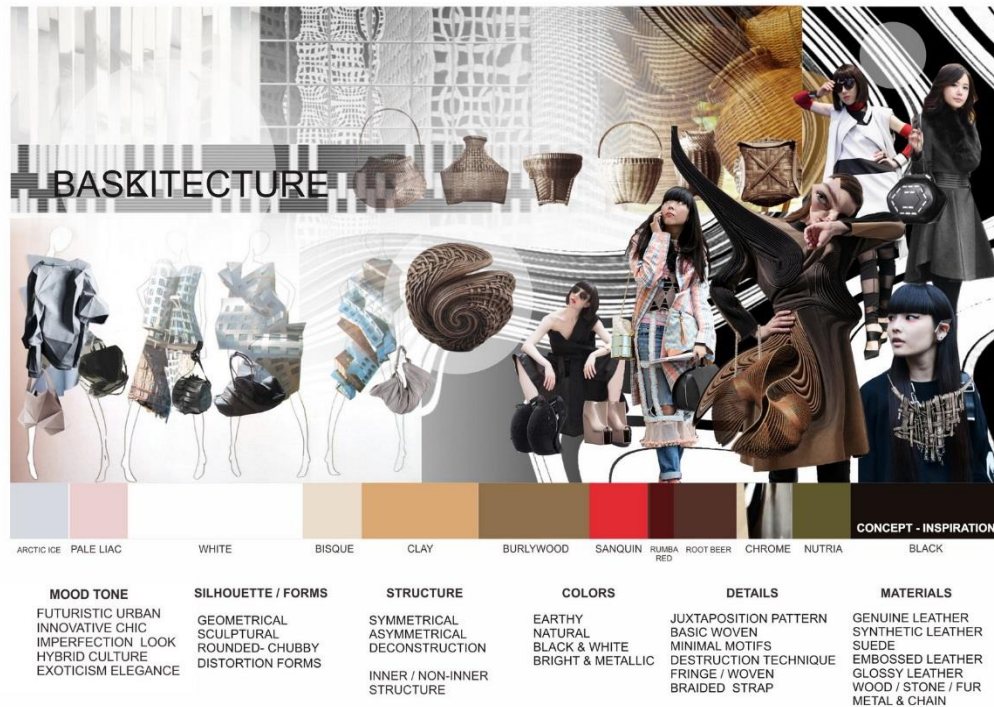 BASKITECTURE
CONCEPT - INSPIRATION
ARCTIC ICE
PALE LIAC
WHITE
BISQUE
CLAY
BURLYWOOD
SANQUIN
RUMBA
RED
ROOT BEER
CHROME
NUTRIA
BLACK
MOOD TONE
FUTURISTIC URBAN
INNOVATIVE CHIC
IMPERFECTION LOOK
HYBRID CULTURE
EXOTICISM ELEGANCE
SILHOUETTE / FORMS
GEOMETRICAL
SCULPTURAL
ROUNDED- CHUBBY
DISTORTION FORMS
STRUCTURE
SYMMETRICAL
ASYMMETRICAL
DECONSTRUCTION
INNER / NON-INNER
STRUCTURE
COLORS
EARTHY
NATURAL
BLACK & WHITE
BRIGHT & METALLIC
DETAILS
JUXTAPOSITION PATTERN
BASIC WOVEN
MINIMAL MOTIFS
DESTRUCTION TECHNIQUE
FRINGE / WOVEN
BRAIDED STRAP
MATERIALS
GENUINE LEATHER
SYNTHETIC LEATHER
SUEDE
EMBOSSED LEATHER
GLOSSY LEATHER
WOOD / STONE / FUR
METAL & CHAIN